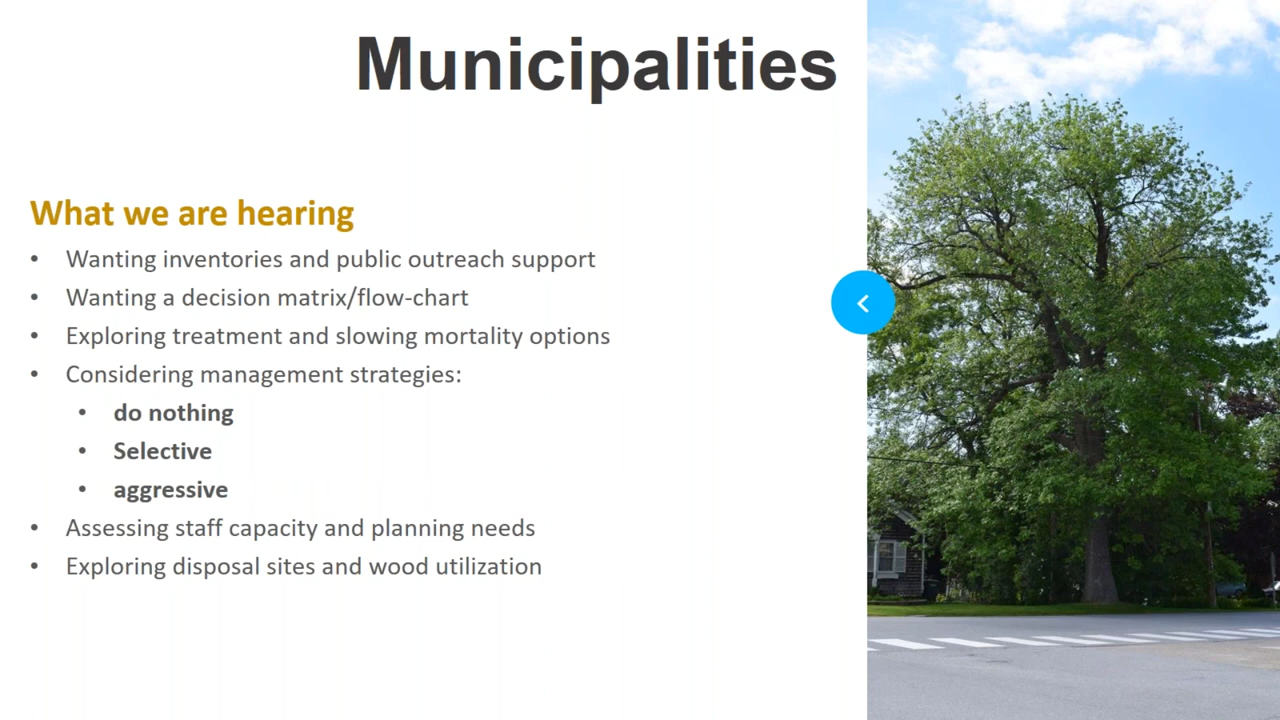 Municipalities
What we are hearing
• Wanting inventories and public outreach support
• Wanting a decision matrix/flow-chart
• Exploring treatment and slowing mortality options
• Considering management strategies:
• do nothing
• Selective
• aggressive
• Assessing staff capacity and planning needs
• Exploring disposal sites and wood utilization